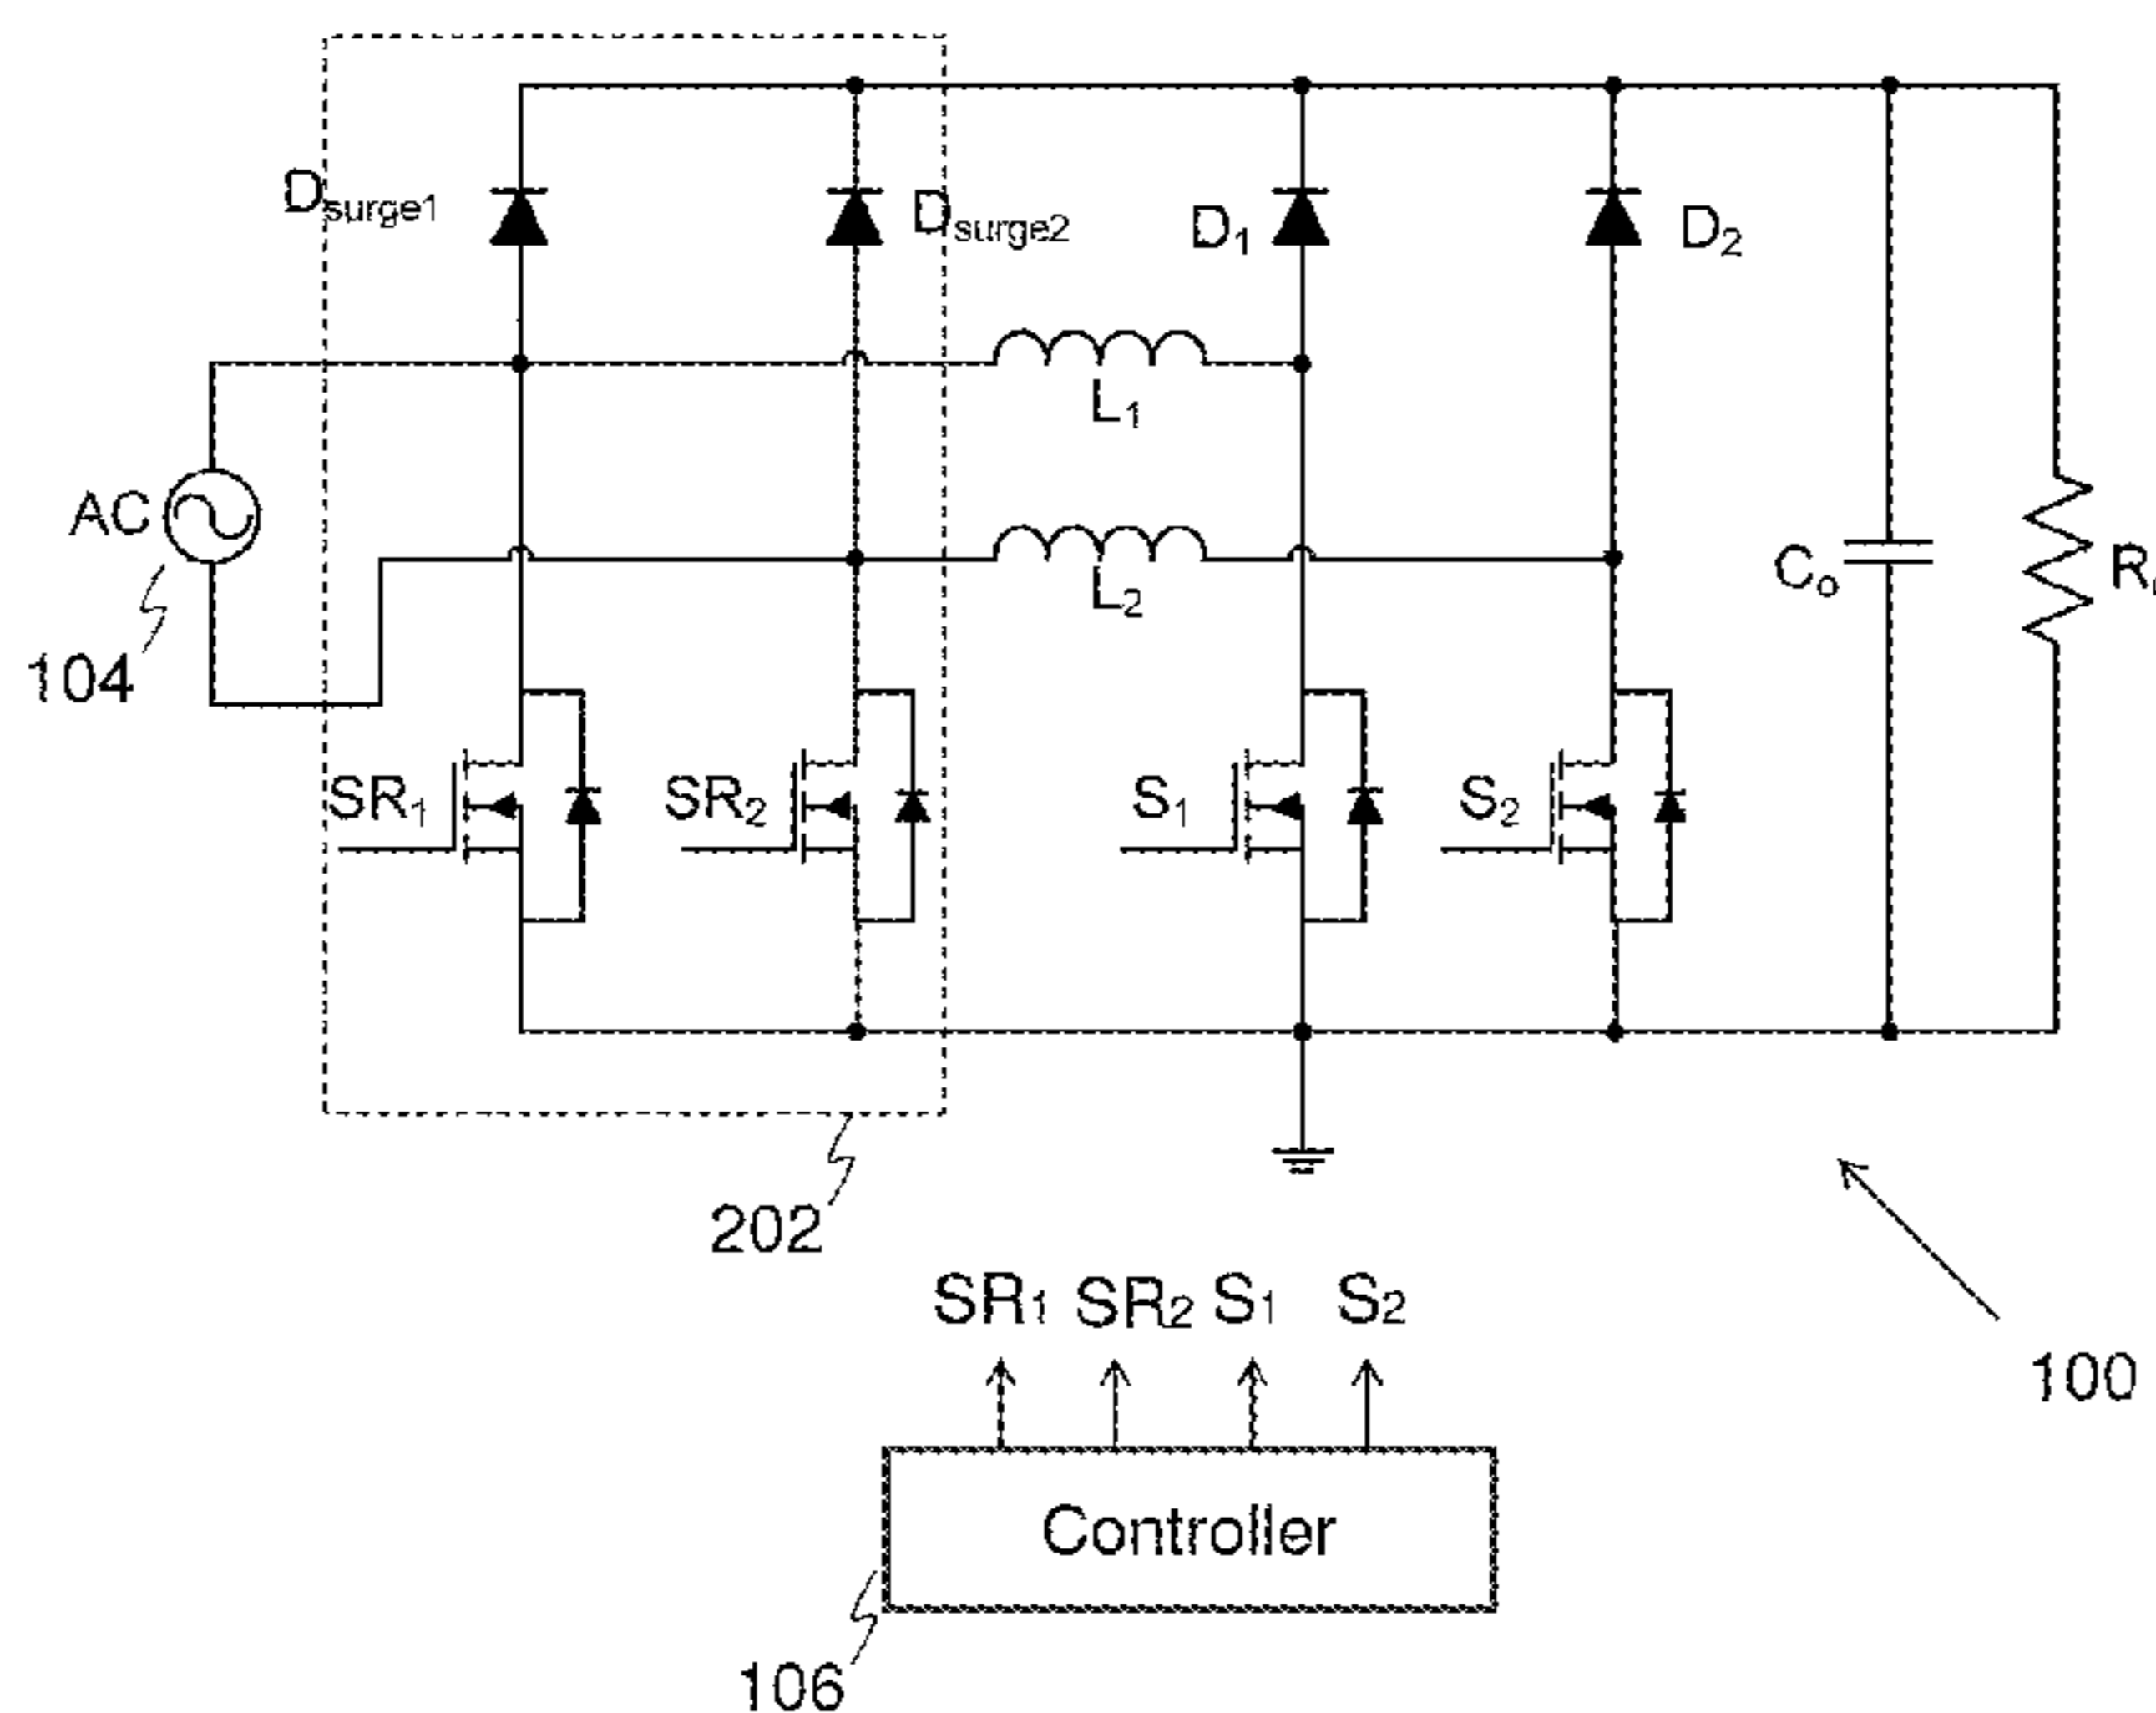 Dsurge1
Dsurge2
D1
D2
L1
AC
L2
Co
104
SR1
SR2
S1
S2
202
SR1 SR2 S1 S2
100
Controller
106